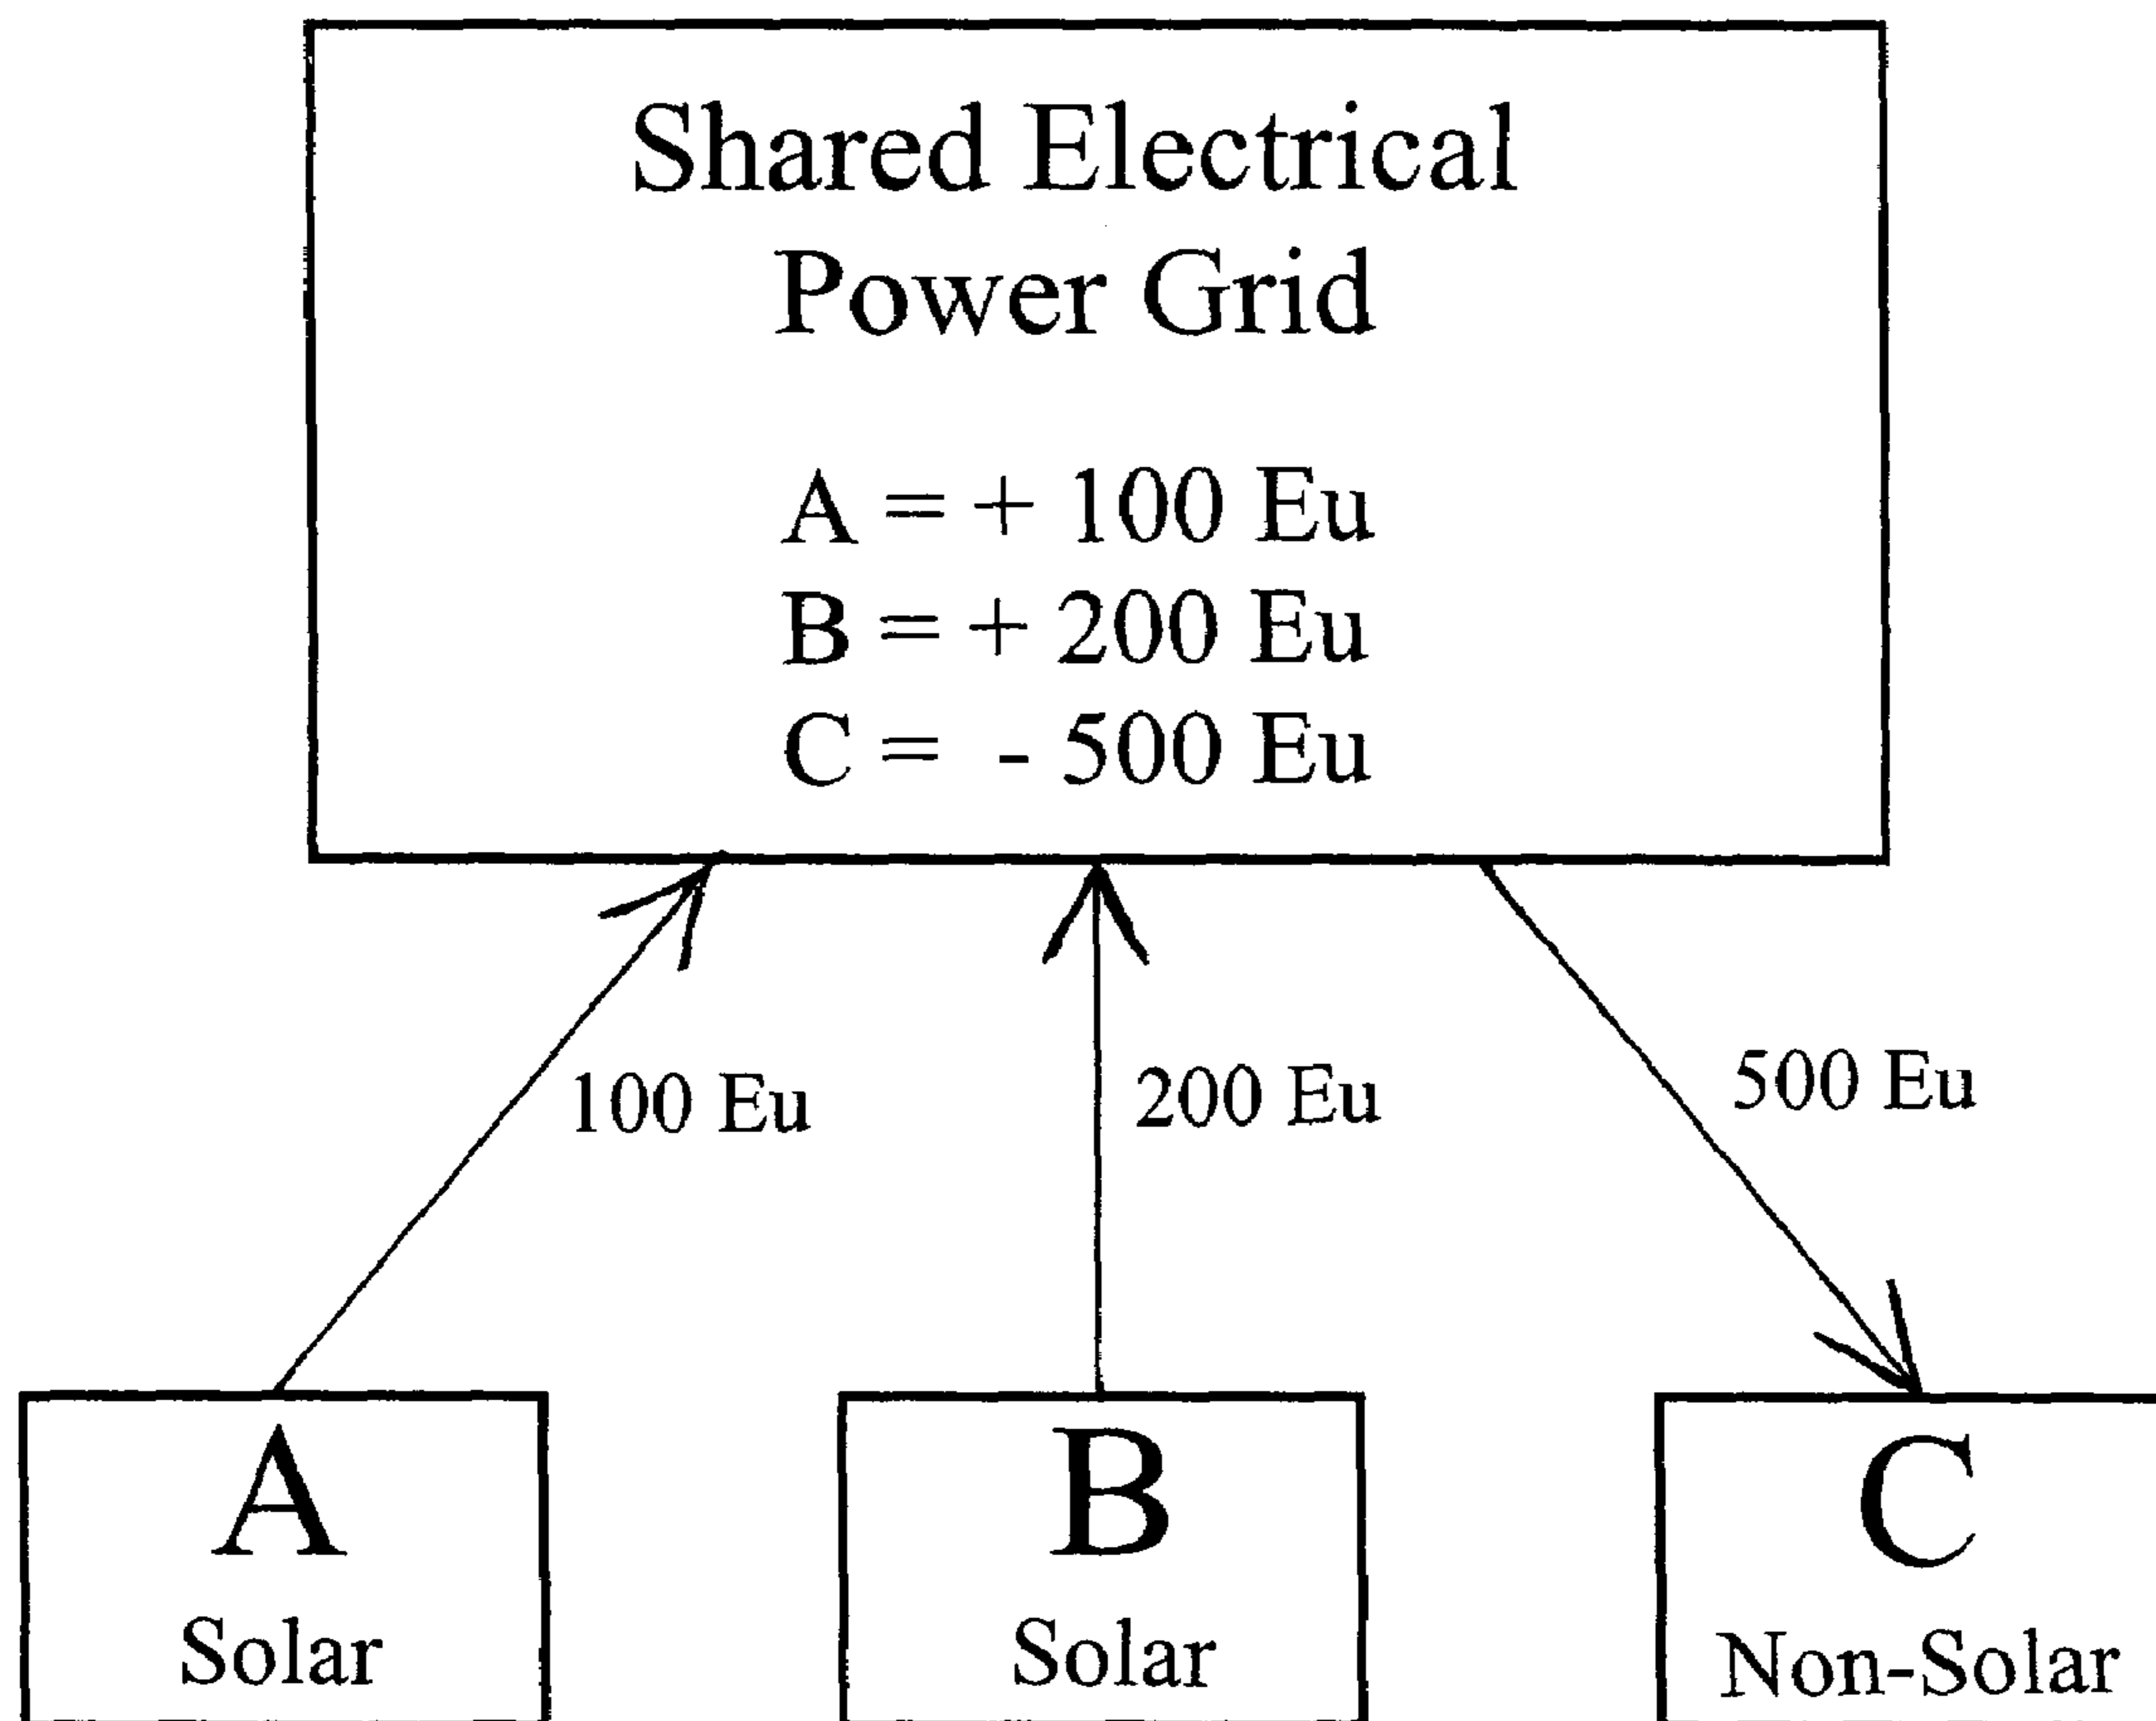 Shared Electrical
Power Grid
A = + 100 Eu
B = + 200 Eu
C = - 500 Eu
100 Eu
200 Eu
500 Eu
A
Solar
B
Solar
C
Non-Solar